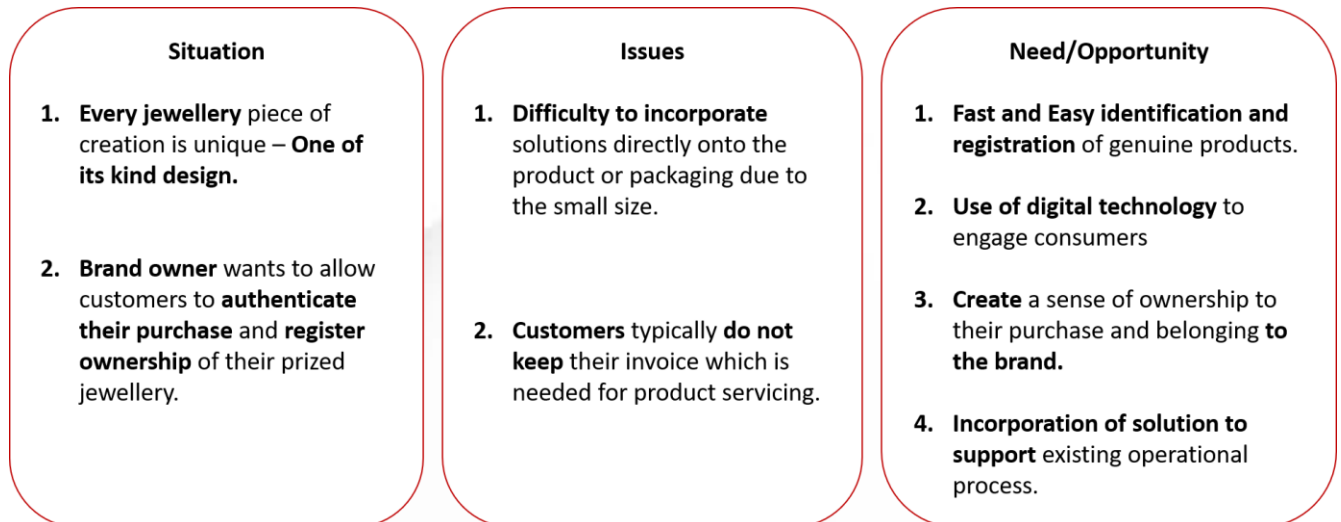 Situation
1. Every jewellery piece of
creation is unique – One of
its kind design.
2. Brand owner wants to allow
customers to authenticate
their purchase and register
ownership of their prized
jewellery.
Issues
1. Difficulty to incorporate
solutions directly onto the
product or packaging due to
the small size.
2. Customers typically do not
keep their invoice which is
needed for product servicing.
Need/Opportunity
1. Fast and Easy identification and
registration of genuine products.
2. Use of digital technology to
engage consumers
3. Create a sense of ownership to
their purchase and belonging to
the brand.
4. Incorporation of solution to
support existing operational
process.